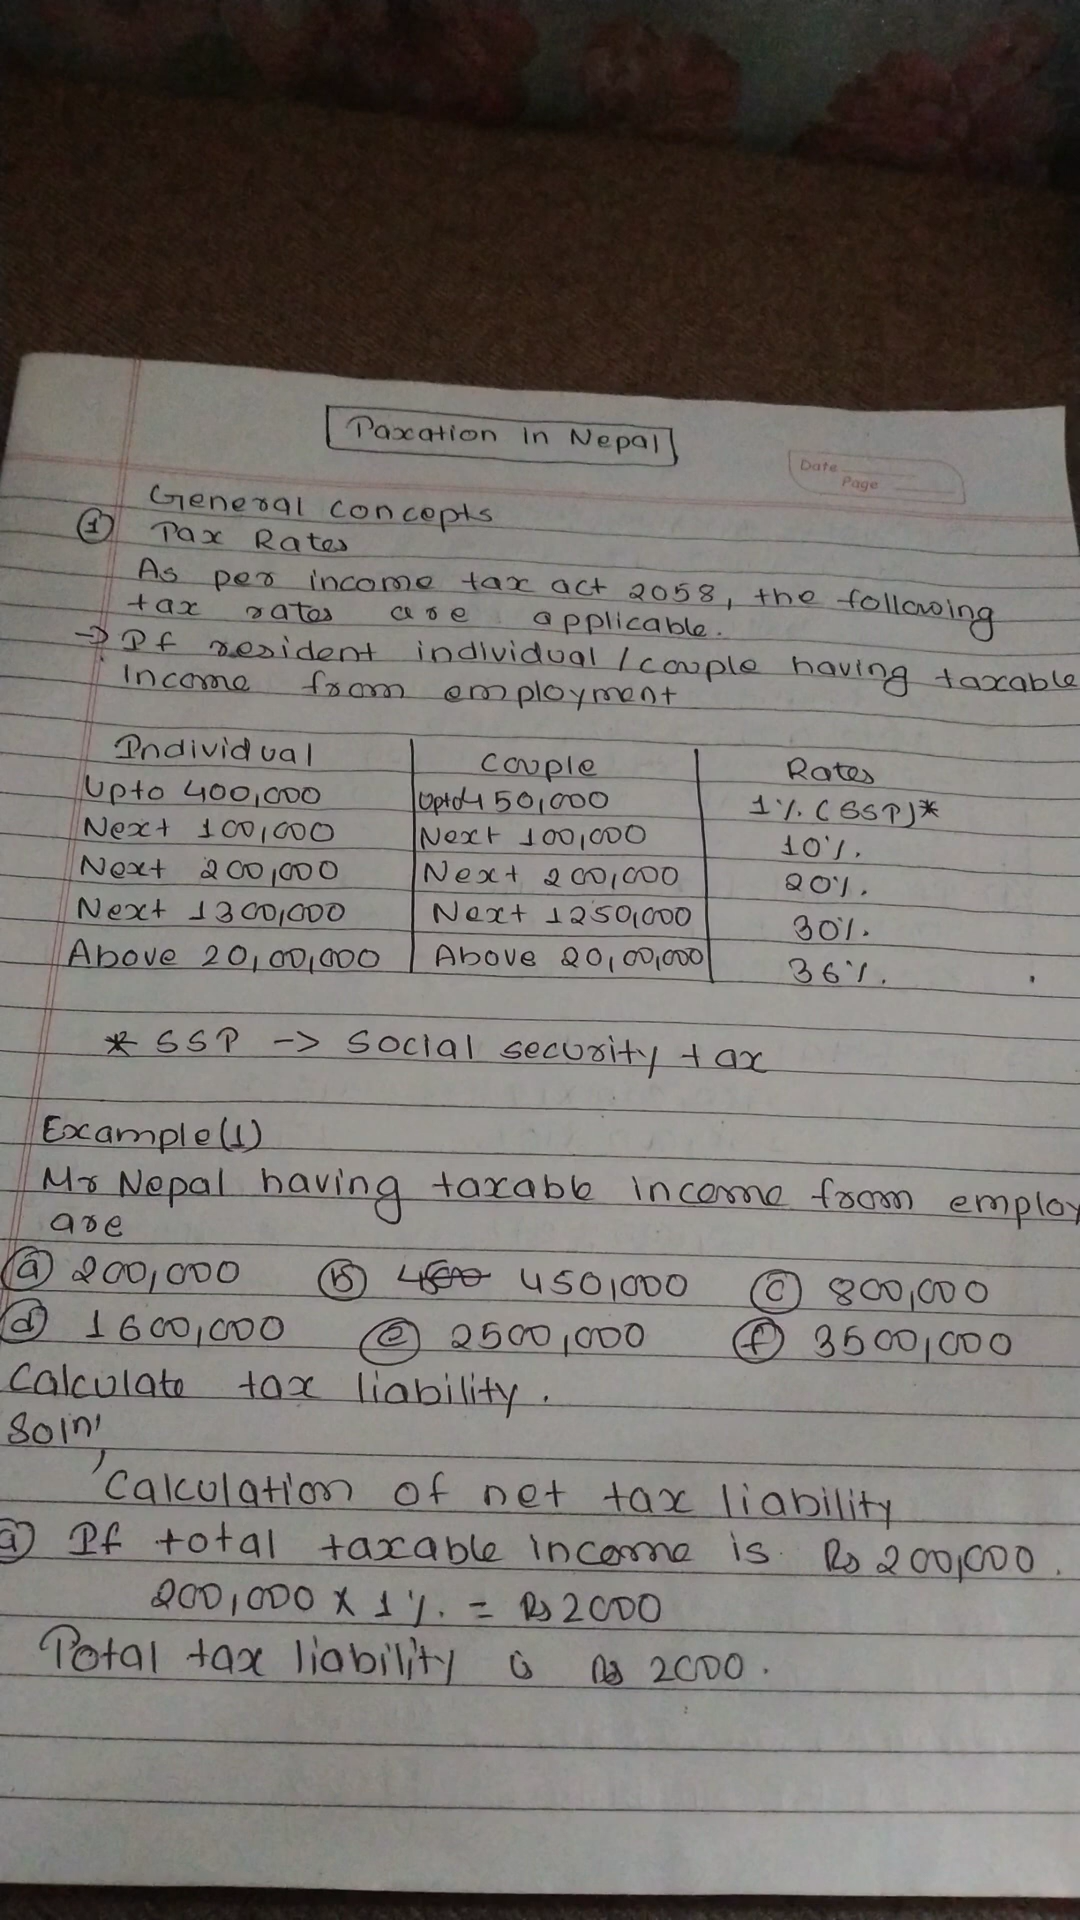 Taxation in Nepal
Date
Page
General concepts
① Tax Rates
As per income tax act 2058, the following
tax rates are applicable.
→ If resident individual / couple having taxable
Income from employment
Individual | couple | Rates
Upto 400,000 | Upto 450,000 | 1% (SST)*
Next 100,000 | Next 100,000 | 10%.
Next 200,000 | Next 200,000 | 20%.
Next 1300,000 | Next 1250,000 | 30%.
Above 20,00,000 | Above 20,00,000 | 36%.
* SST -> Social security tax
Example(1)
Mr Nepal having taxable income from employ
are
ⓐ 200,000 ⓑ 450,000 ⓒ 800,000
ⓓ 1600,000 ⓔ 2500,000 ⓕ 3500,000
Calculate tax liability.
Soln'
Calculation of net tax liability
ⓐ If total taxable income is Rs 200,000.
200,000 x 1%. = Rs 2000
Total tax liability is Rs 2000.